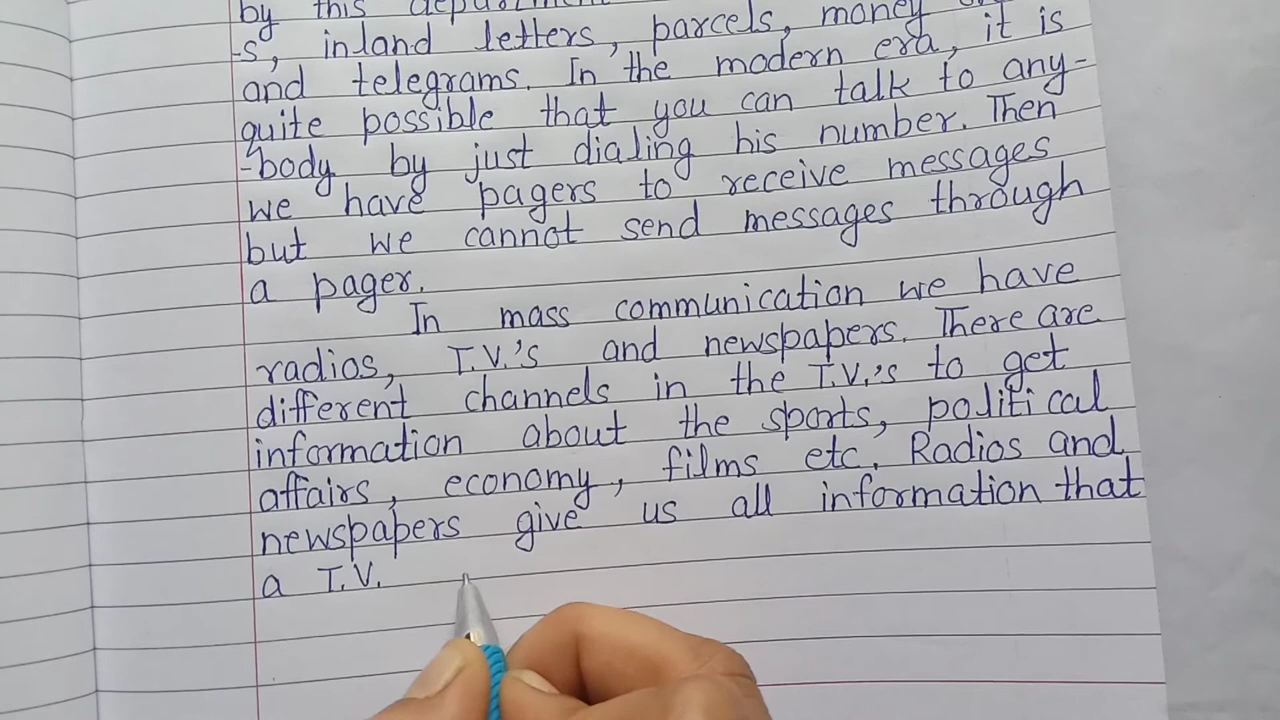 by this department
-s, inland letters, parcels, money
and telegrams. In the modern era, it is
quite possible that you can talk to any-
-body by just dialing his number. Then
we have pagers to receive messages
but we cannot send messages through
a pager.
In mass communication we have
radios, T.V.'s and newspapers. There are
different channels in the T.V.'s to get
information about the sports, political
affairs, economy, films etc. Radios and
newspapers give us all information that
a T.V.